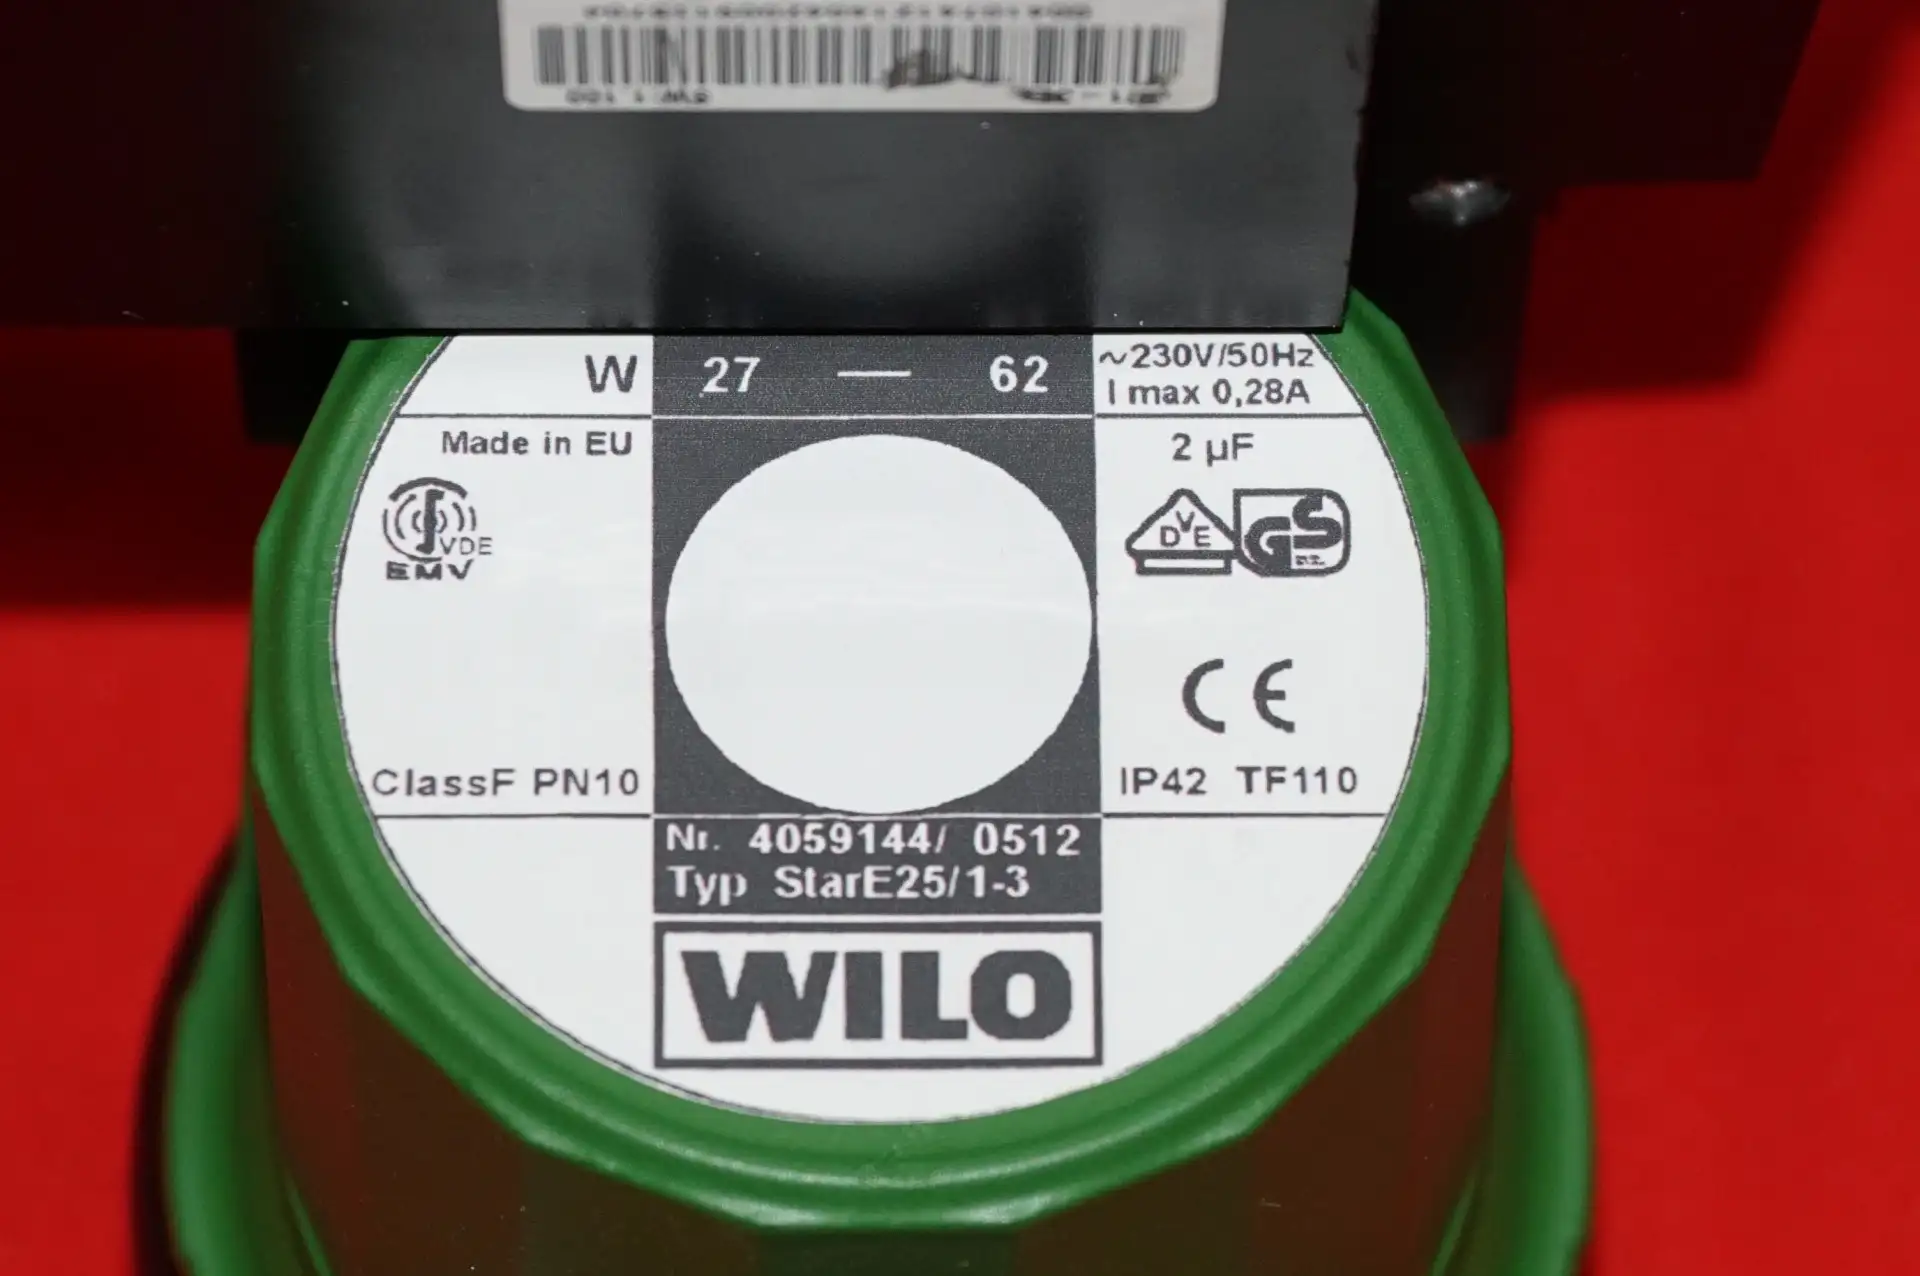 W 27 — 62 ~230V/50Hz
I max 0,28A
Made in EU 2 µF
VDE
EMV
DVE GS
CE
ClassF PN10 IP42 TF110
Nr. 4059144/ 0512
Typ StarE25/1-3
WILO